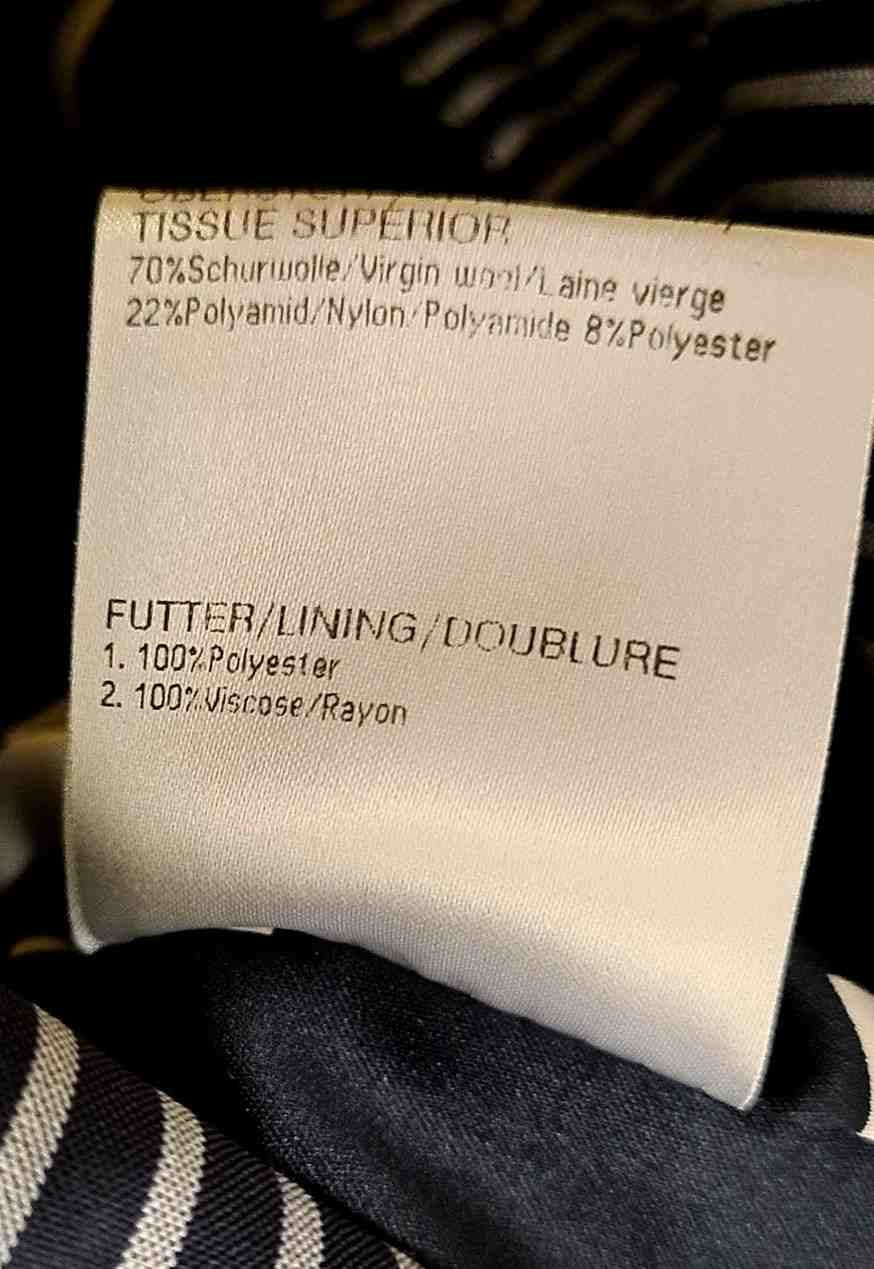 TISSUE SUPERIOR
70%Schurwolle/Virgin wool/Laine vierge
22%Polyamid/Nylon/Polyamide 8%Polyester
FUTTER/LINING/DOUBLURE
1. 100%Polyester
2. 100%Viscose/Rayon